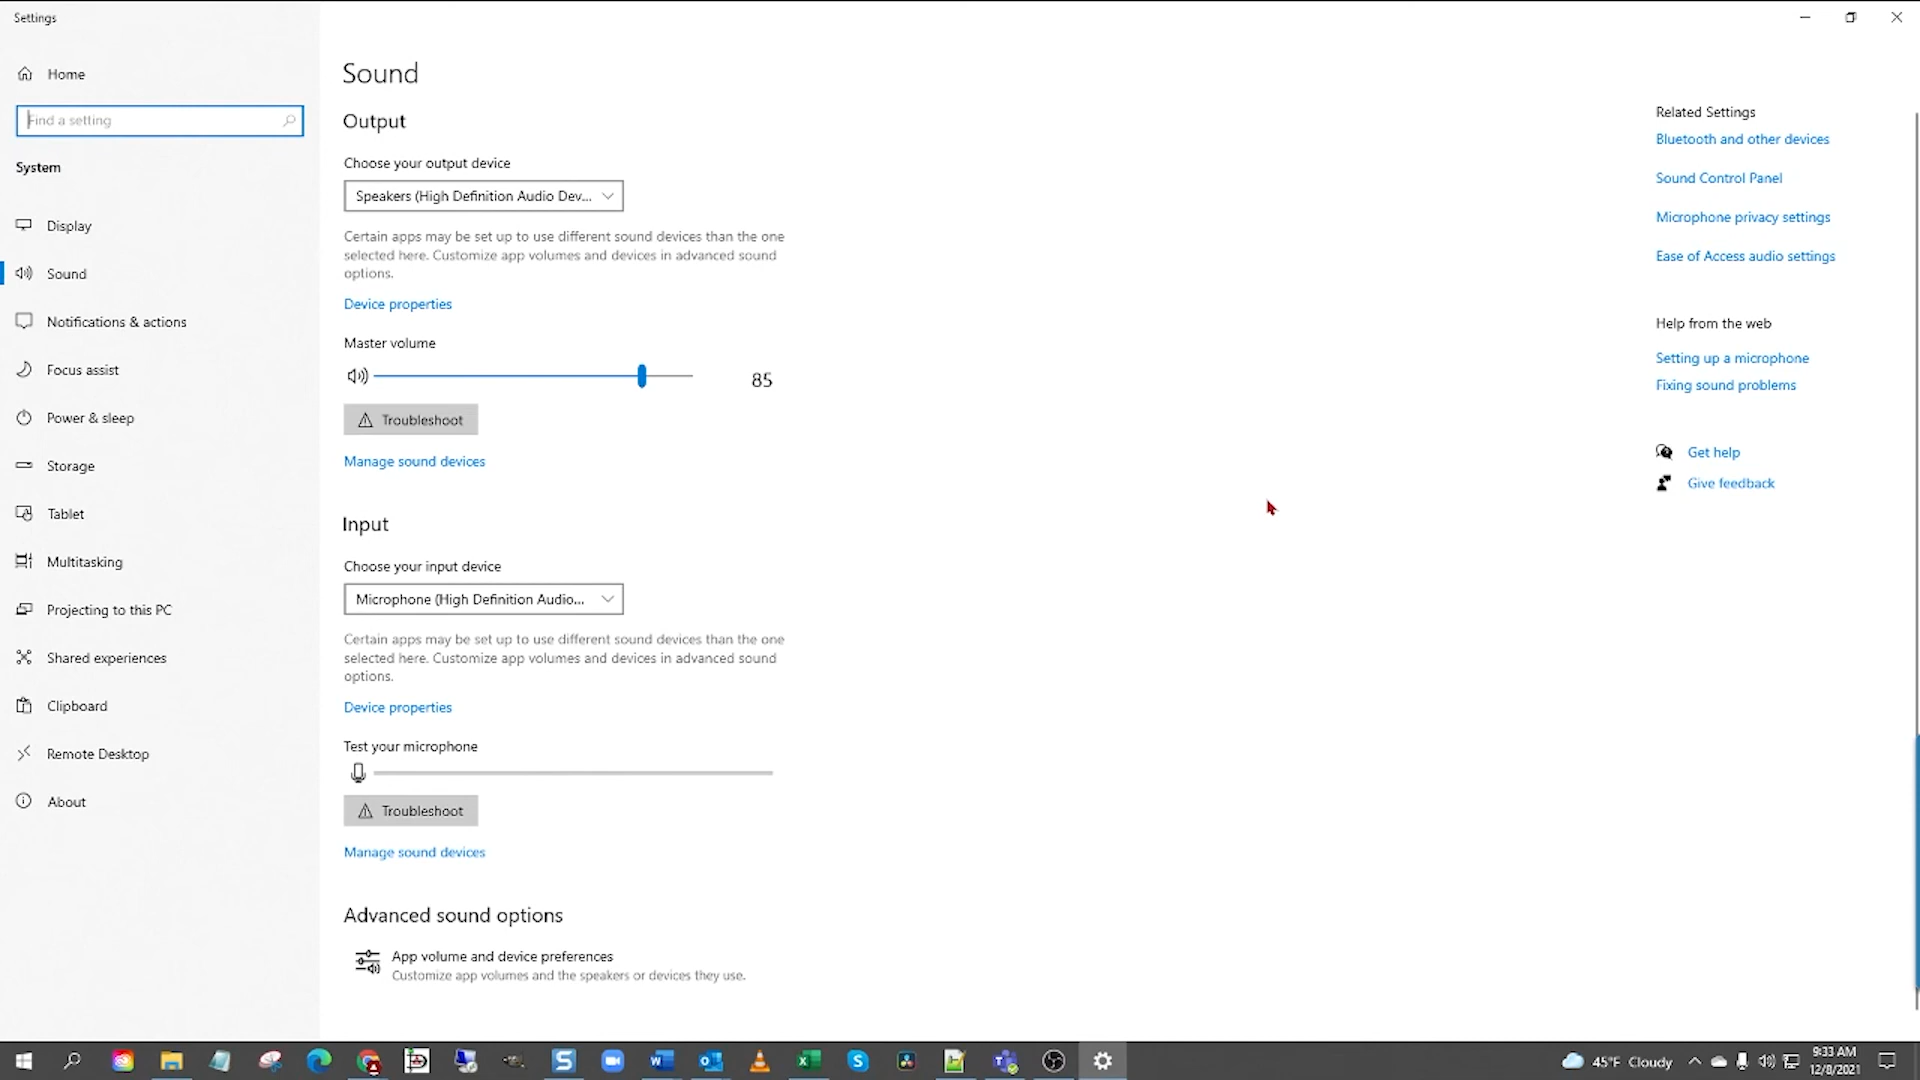 Settings
Home
Find a setting
System
Display
Sound
Notifications & actions
Focus assist
Power & sleep
Storage
Tablet
Multitasking
Projecting to this PC
Shared experiences
Clipboard
Remote Desktop
About
Sound
Output
Choose your output device
Speakers (High Definition Audio Dev...
Certain apps may be set up to use different sound devices than the one
selected here. Customize app volumes and devices in advanced sound
options.
Device properties
Master volume
85
Troubleshoot
Manage sound devices
Input
Choose your input device
Microphone (High Definition Audio...
Certain apps may be set up to use different sound devices than the one
selected here. Customize app volumes and devices in advanced sound
options.
Device properties
Test your microphone
Troubleshoot
Manage sound devices
Advanced sound options
App volume and device preferences
Customize app volumes and the speakers or devices they use.
Related Settings
Bluetooth and other devices
Sound Control Panel
Microphone privacy settings
Ease of Access audio settings
Help from the web
Setting up a microphone
Fixing sound problems
Get help
Give feedback
45°F Cloudy
9:33 AM
12/8/2021